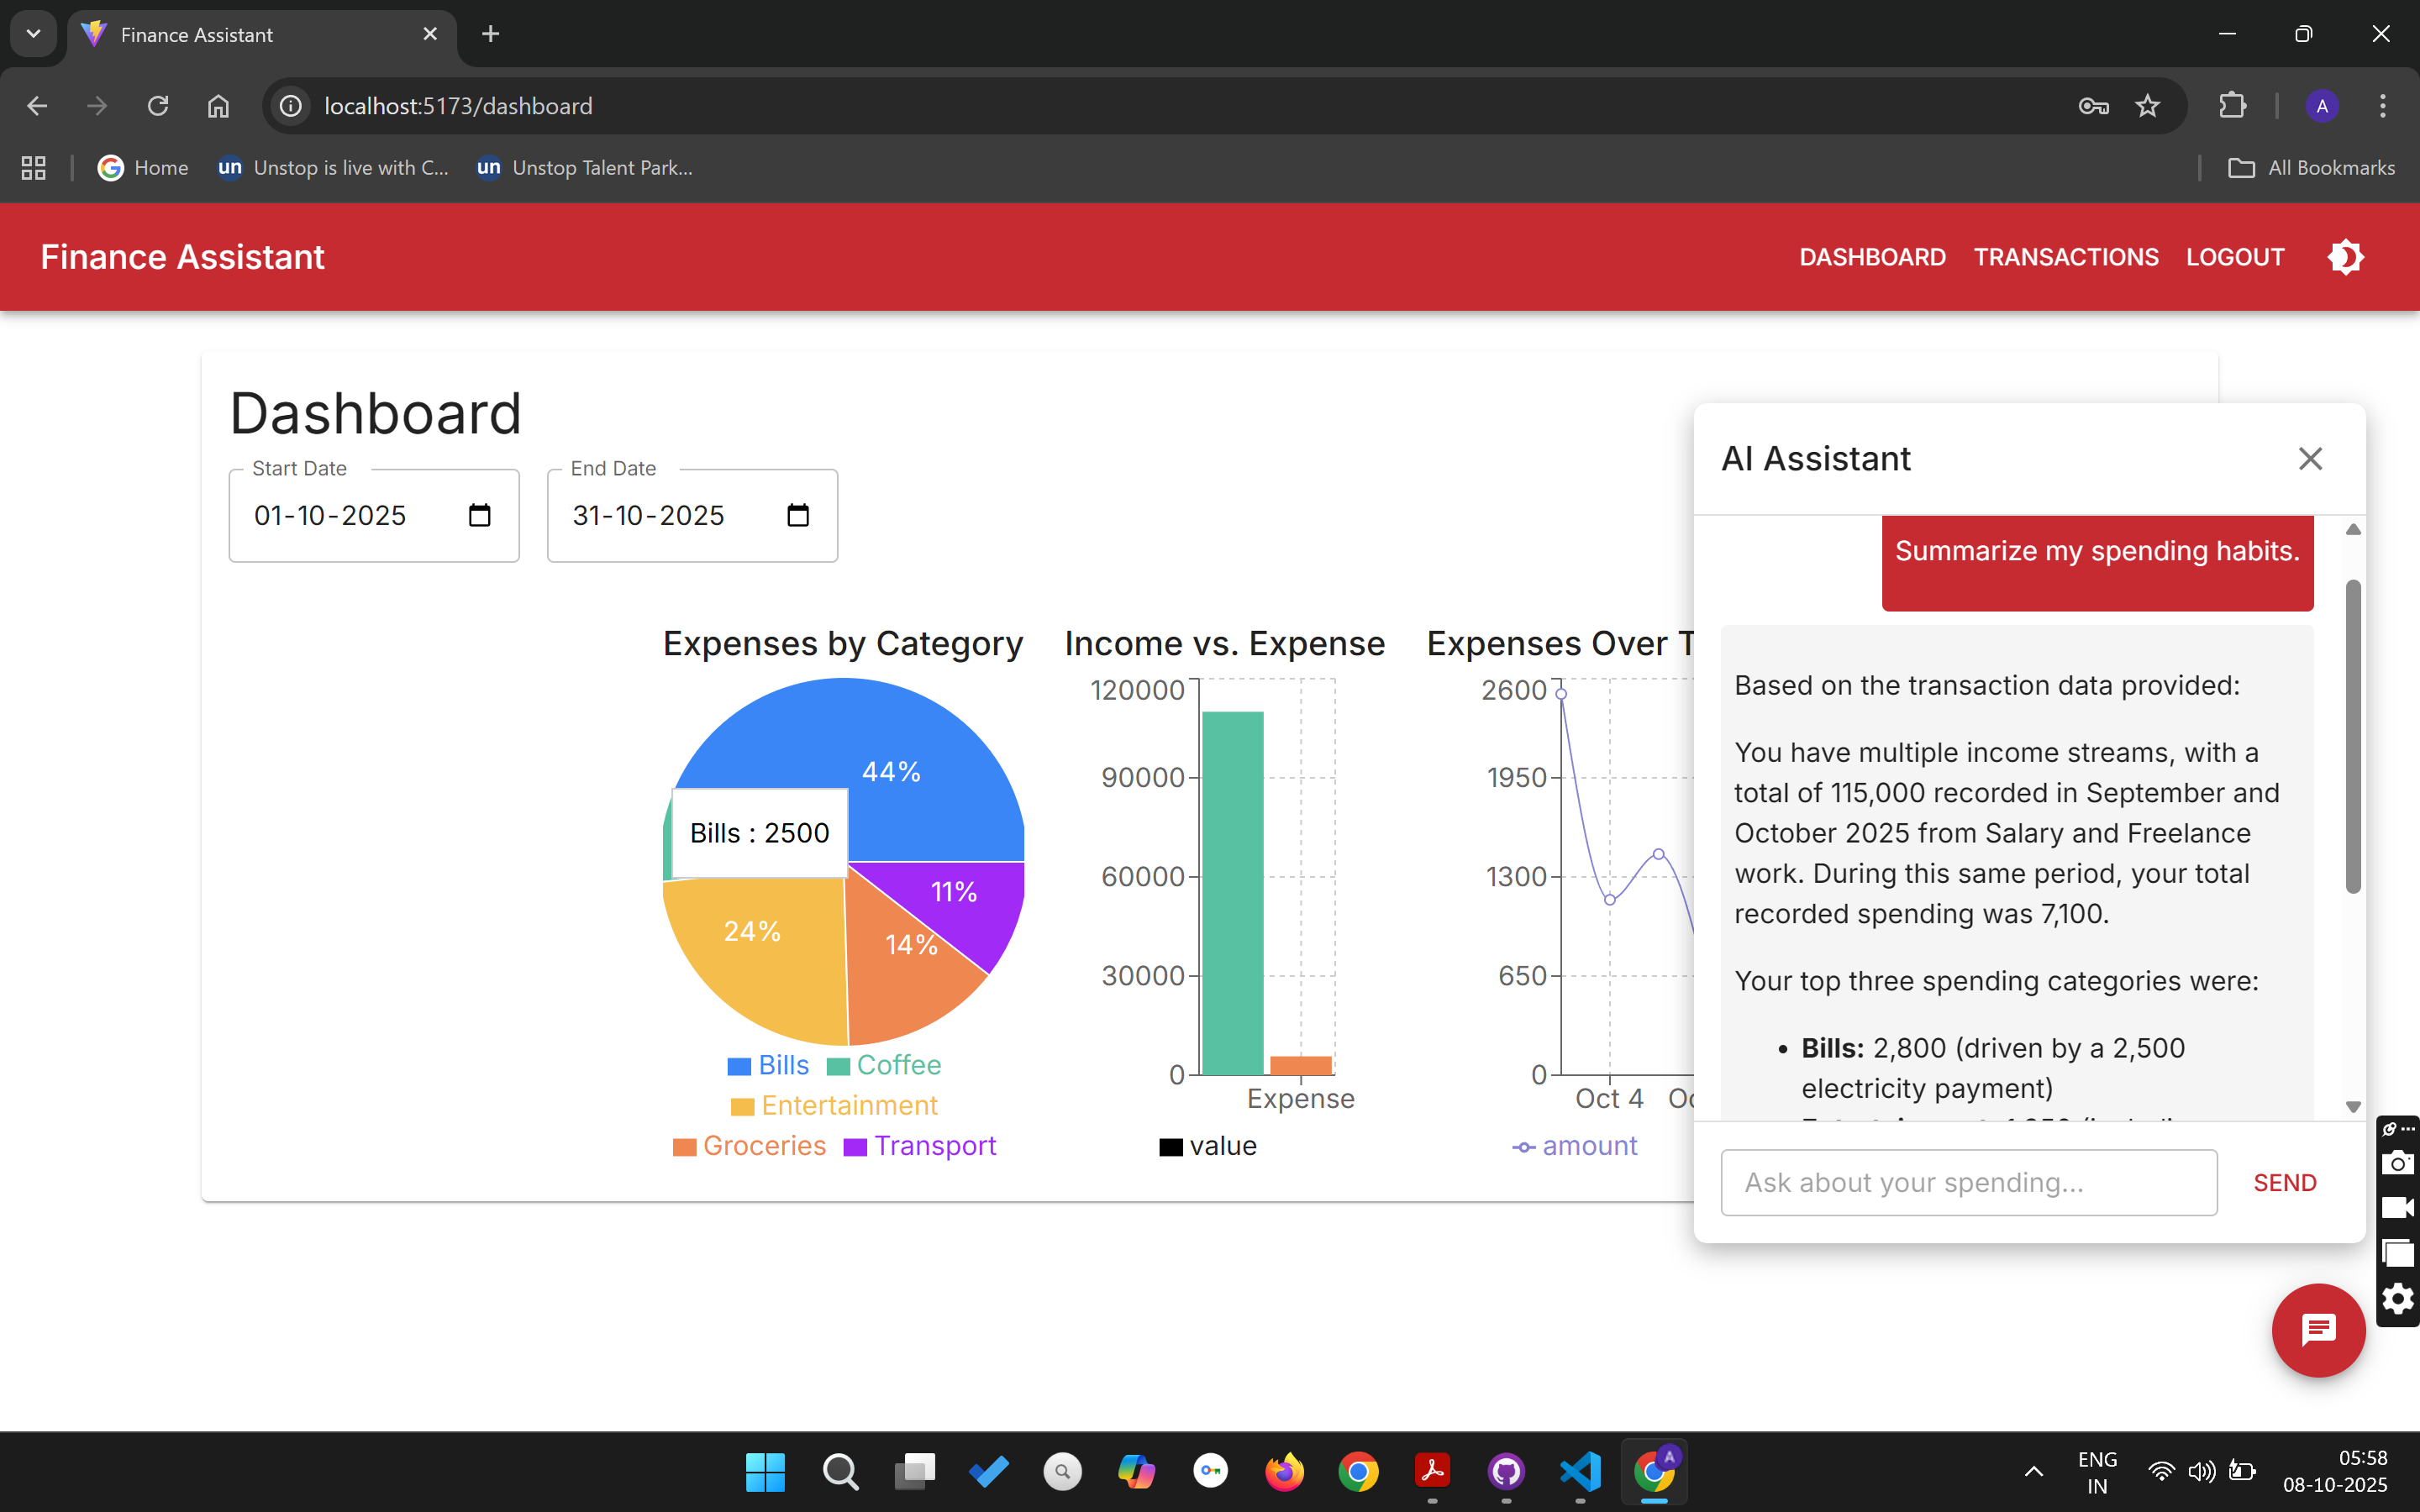 Finance Assistant
localhost:5173/dashboard
A
Home
un
Unstop is live with C...
un
Unstop Talent Park...
All Bookmarks
Finance Assistant
DASHBOARD
TRANSACTIONS
LOGOUT
Dashboard
Start Date
01-10-2025
End Date
31-10-2025
Expenses by Category
44%
Bills : 2500
11%
24%
14%
Bills
Coffee
Entertainment
Groceries
Transport
Income vs. Expense
120000
90000
60000
30000
0
Expense
value
Expenses Over T
2600
1950
1300
650
0
Oct 4
Oc
amount
AI Assistant
Summarize my spending habits.
Based on the transaction data provided:
You have multiple income streams, with a
total of 115,000 recorded in September and
October 2025 from Salary and Freelance
work. During this same period, your total
recorded spending was 7,100.
Your top three spending categories were:
• Bills: 2,800 (driven by a 2,500
electricity payment)
Ask about your spending...
SEND
A
ENG
IN
05:58
08-10-2025